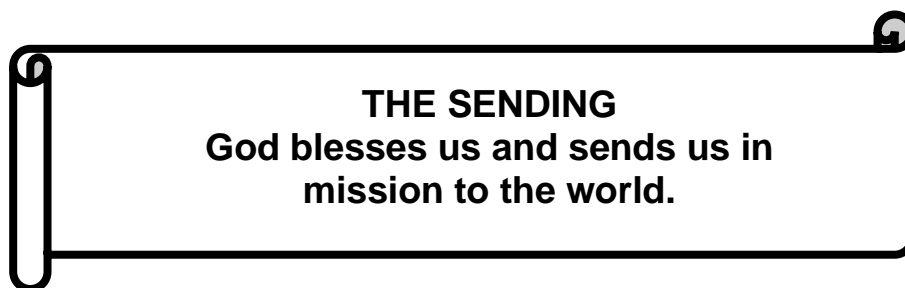 THE SENDING
God blesses us and sends us in
mission to the world.